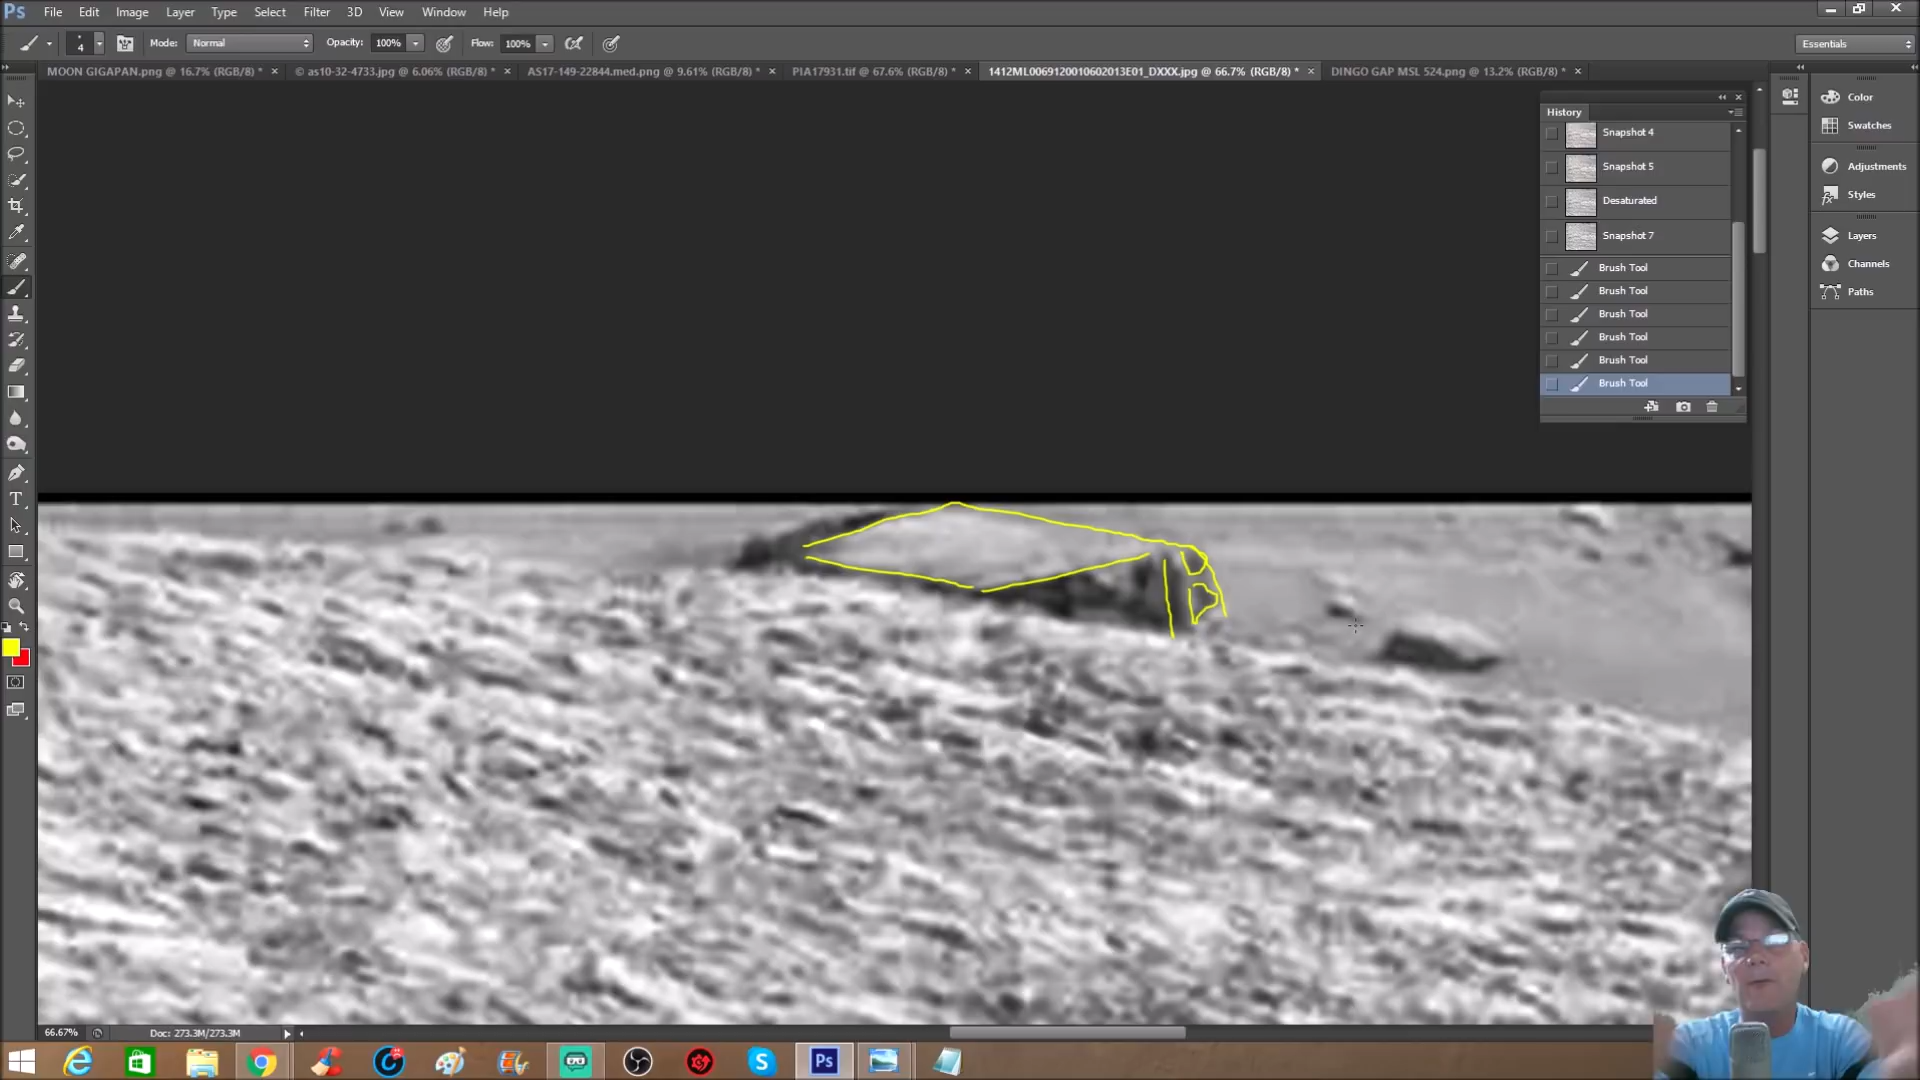 Ps File Edit Image Layer Type Select Filter 3D View Window Help
4 Mode: Normal Opacity: 100% Flow: 100% Essentials
MOON GIGAPAN.png @ 16.7% (RGB/8) * × © as10-32-4733.jpg @ 6.06% (RGB/8) * × AS17-149-22844.med.png @ 9.61% (RGB/8) * × PIA17931.tif @ 67.6% (RGB/8) * × 1412ML0069120010602013E01_DXXX.jpg @ 66.7% (RGB/8) * × DINGO GAP MSL 524.png @ 13.2% (RGB/8) * ×
History
Snapshot 4
Snapshot 5
Desaturated
Snapshot 7
Brush Tool
Brush Tool
Brush Tool
Brush Tool
Brush Tool
Brush Tool
Color
Swatches
Adjustments
Styles
Layers
Channels
Paths
66.67% Doc: 273.3M/273.3M
Ps